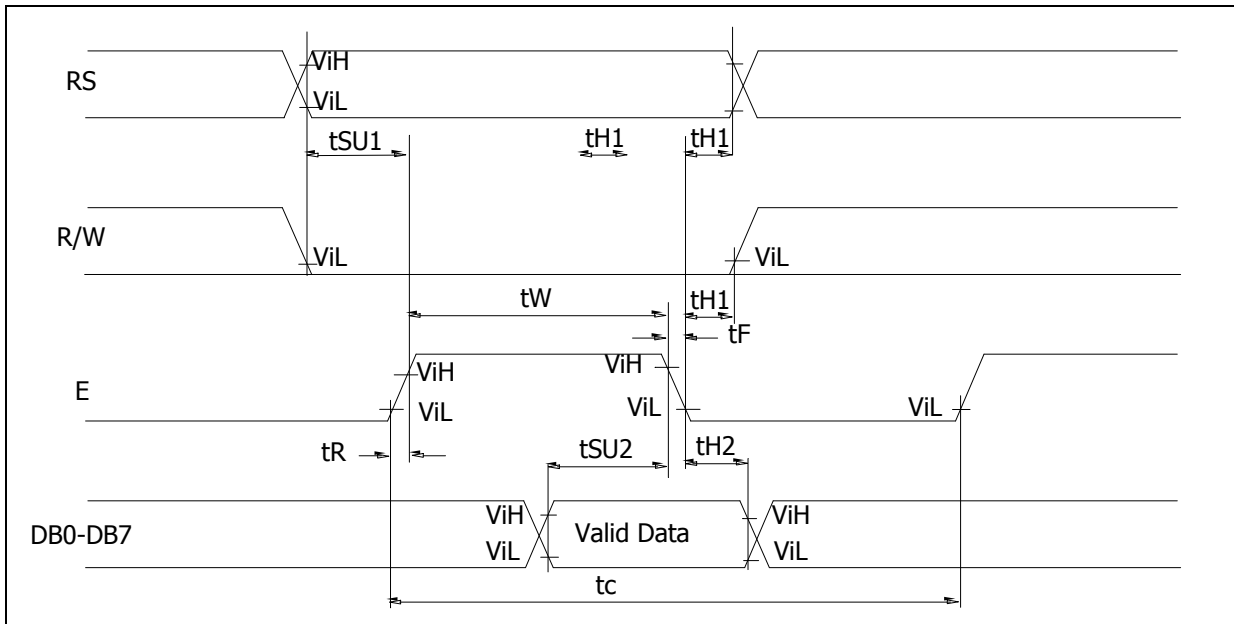 RS
ViH
ViL
tSU1
tH1
tH1
R/W
ViL
ViL
tW
tH1
tF
E
ViH
ViL
ViH
ViL
ViL
tR
tSU2
tH2
DB0-DB7
ViH
ViL
Valid Data
ViH
ViL
tc